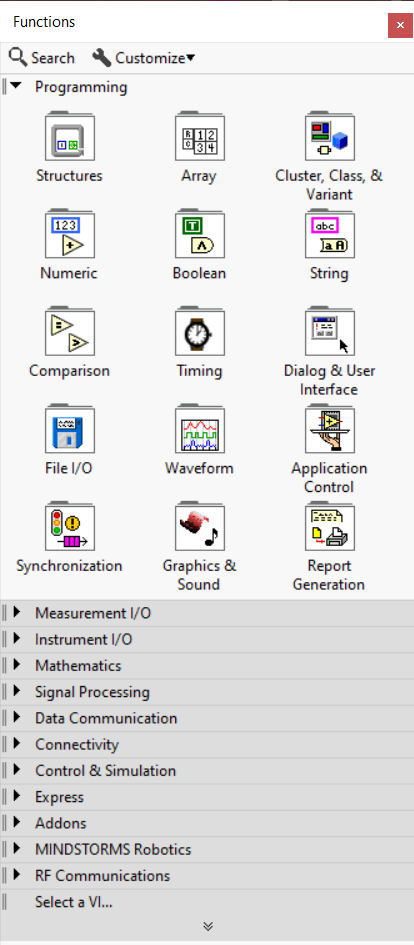 Functions
Search Customize
Programming
Structures Array Cluster, Class, &
Variant
123 T abc
Numeric Boolean String
Comparison Timing Dialog & User
Interface
File I/O Waveform Application
Control
Synchronization Graphics & Report
Sound Generation
Measurement I/O
Instrument I/O
Mathematics
Signal Processing
Data Communication
Connectivity
Control & Simulation
Express
Addons
MINDSTORMS Robotics
RF Communications
Select a VI...